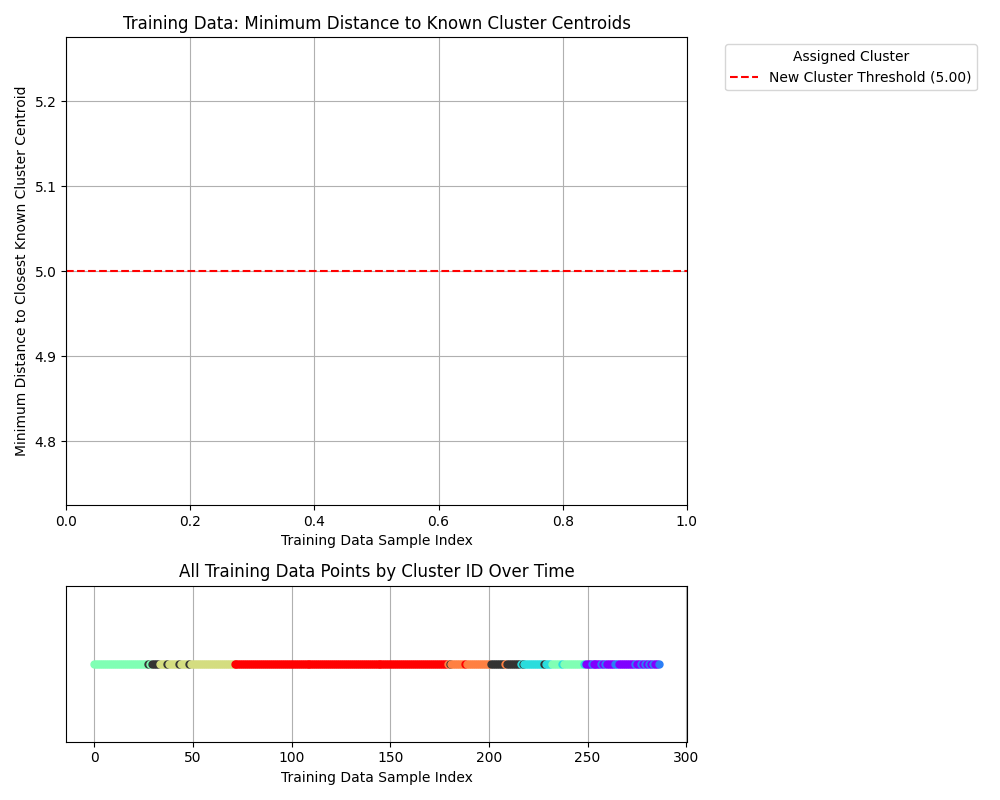 Training Data: Minimum Distance to Known Cluster Centroids
Minimum Distance to Closest Known Cluster Centroid
5.2
5.1
5.0
4.9
4.8
0.0 0.2 0.4 0.6 0.8 1.0
Training Data Sample Index
Assigned Cluster
New Cluster Threshold (5.00)
All Training Data Points by Cluster ID Over Time
0 50 100 150 200 250 300
Training Data Sample Index